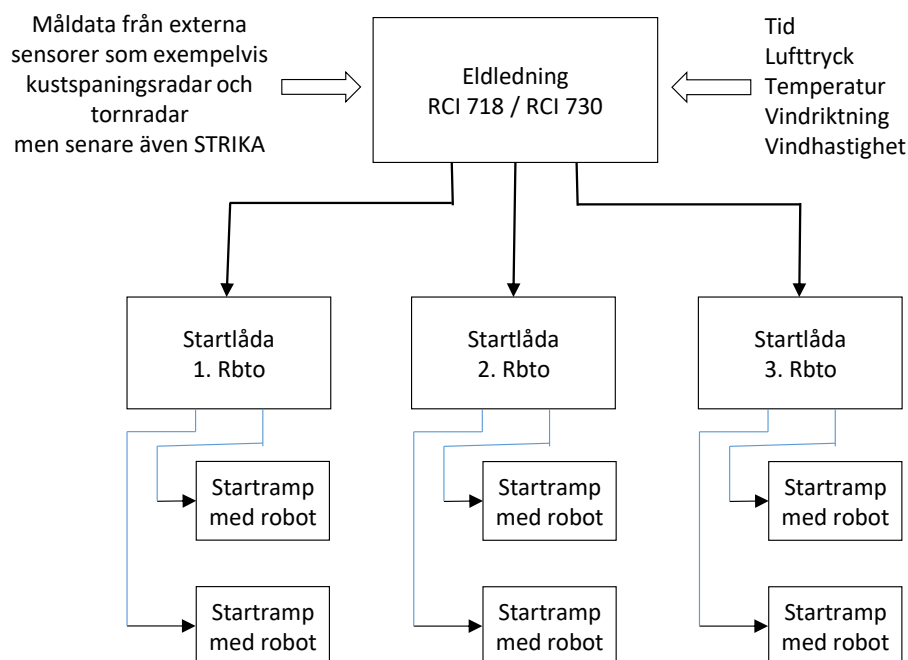 Måldata från externa
sensorer som exempelvis
kustspaningsradar och
tornradar
men senare även STRIKA
Eldledning
RCI 718 / RCI 730
Tid
Lufttryck
Temperatur
Vindriktning
Vindhastighet
Startlåda
1. Rbto
Startlåda
2. Rbto
Startlåda
3. Rbto
Startramp
med robot
Startramp
med robot
Startramp
med robot
Startramp
med robot
Startramp
med robot
Startramp
med robot